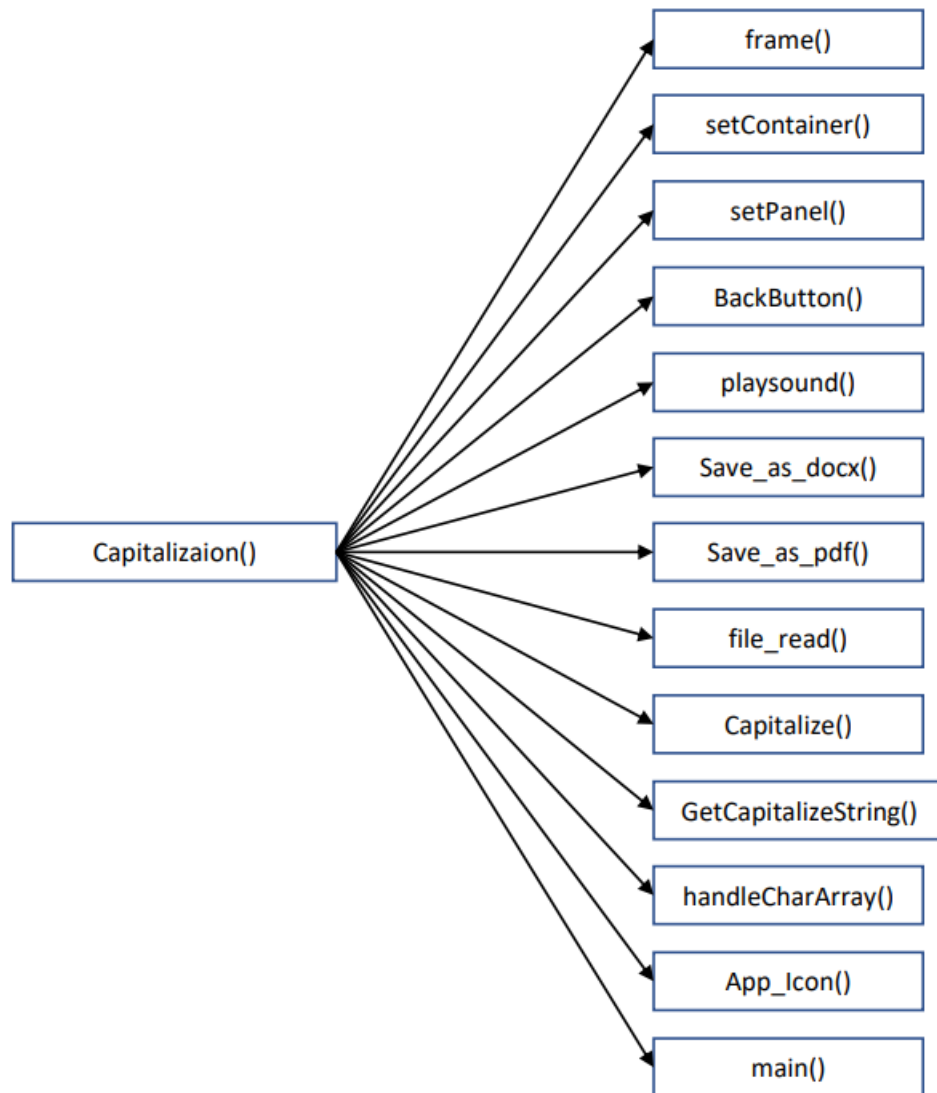 frame()
setContainer()
setPanel()
BackButton()
playsound()
Save_as_docx()
Capitalizaion()
Save_as_pdf()
file_read()
Capitalize()
GetCapitalizeString()
handleCharArray()
App_Icon()
main()